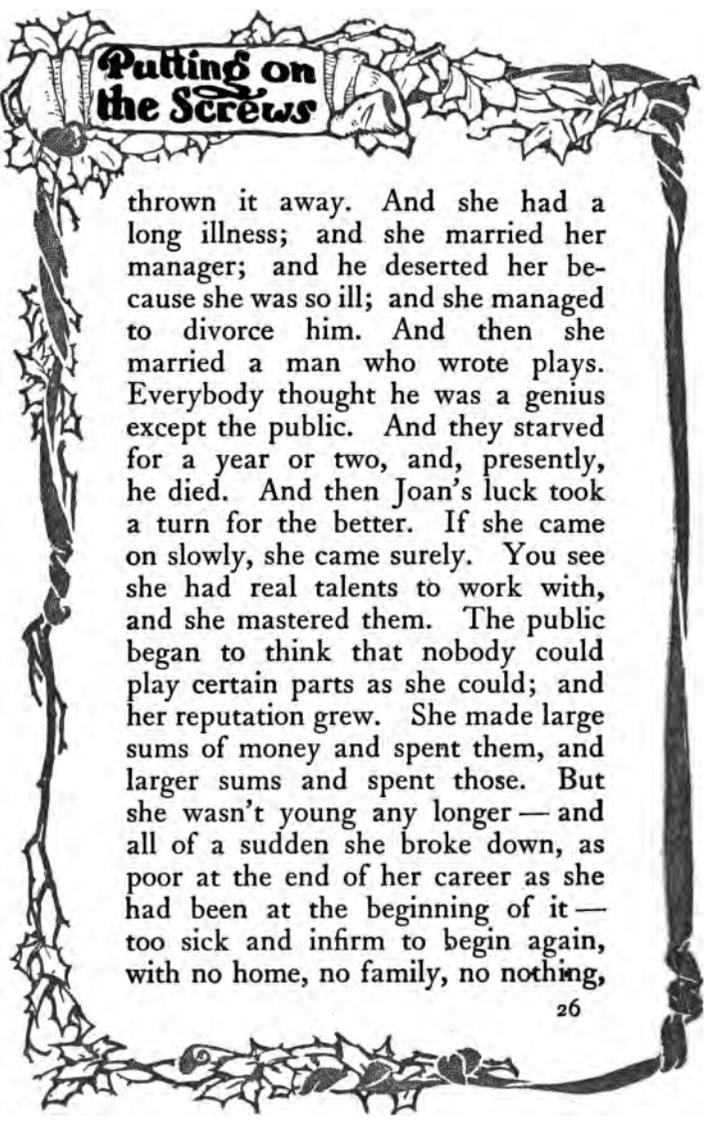 Putting on
the Screws
thrown it away. And she had a
long illness; and she married her
manager; and he deserted her be-
cause she was so ill; and she managed
to divorce him. And then she
married a man who wrote plays.
Everybody thought he was a genius
except the public. And they starved
for a year or two, and, presently,
he died. And then Joan's luck took
a turn for the better. If she came
on slowly, she came surely. You see
she had real talents to work with,
and she mastered them. The public
began to think that nobody could
play certain parts as she could; and
her reputation grew. She made large
sums of money and spent them, and
larger sums and spent those. But
she wasn't young any longer — and
all of a sudden she broke down, as
poor at the end of her career as she
had been at the beginning of it —
too sick and infirm to begin again,
with no home, no family, no nothing,
26